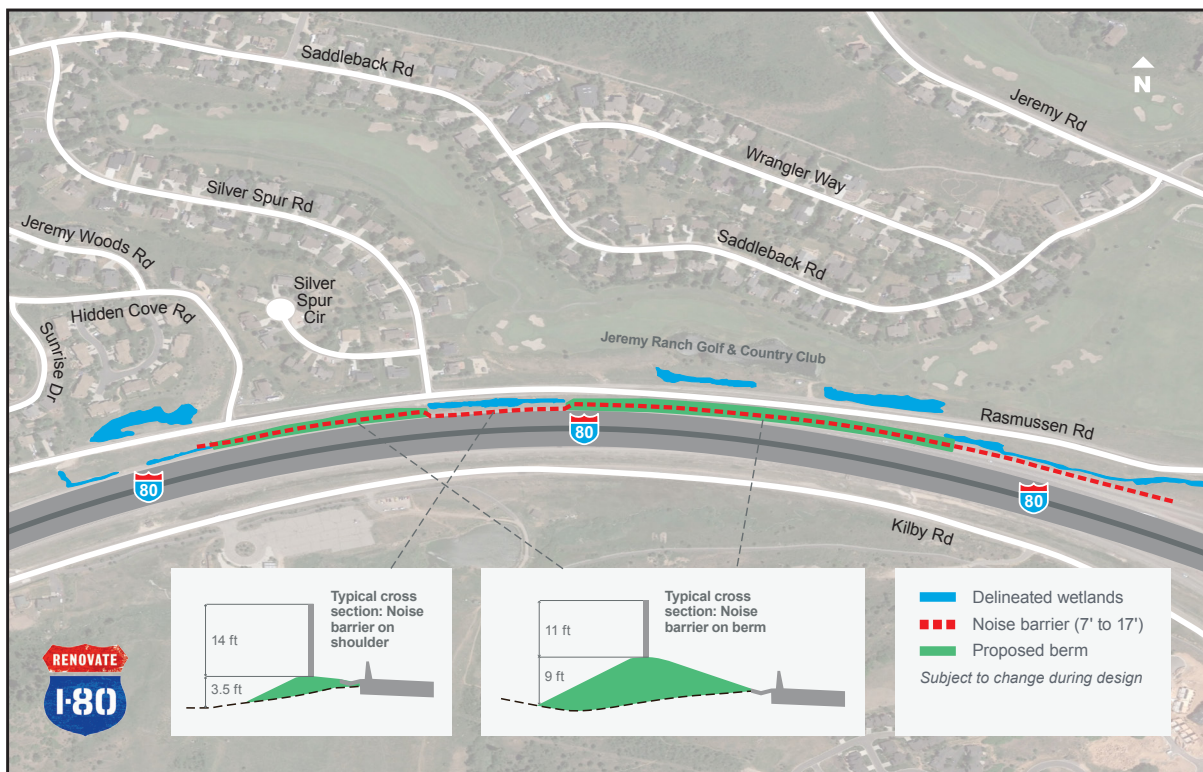 Saddleback Rd
N
Jeremy Rd
Wrangler Way
Silver Spur Rd
Jeremy Woods Rd
Saddleback Rd
Silver
Spur
Cir
Hidden Cove Rd
Sunrise Dr
Jeremy Ranch Golf & Country Club
Rasmussen Rd
80
80
80
Kilby Rd
Typical cross
section: Noise
barrier on
shoulder
14 ft
3.5 ft
Typical cross
section: Noise
barrier on berm
11 ft
9 ft
Delineated wetlands
Noise barrier (7' to 17')
Proposed berm
Subject to change during design
RENOVATE
I-80